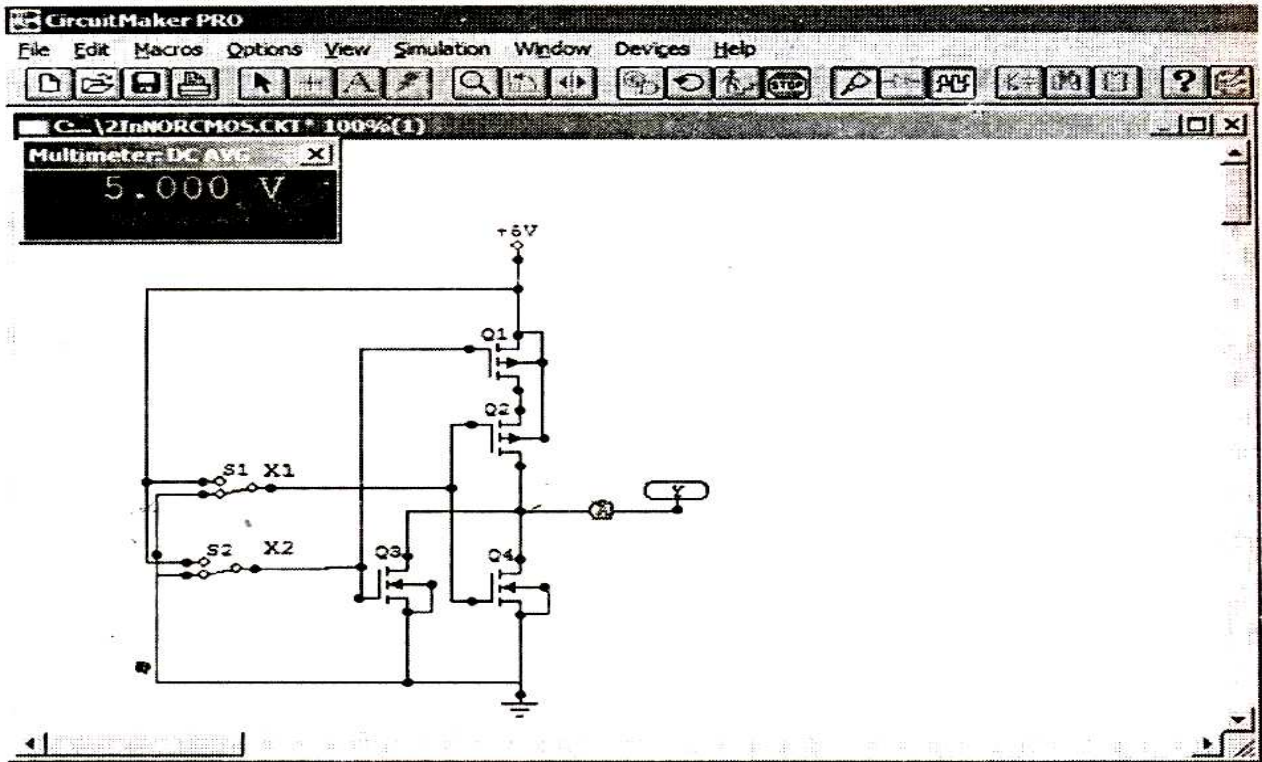 CircuitMaker PRO
File Edit Macros Options View Simulation Window Devices Help
A STOP ?
C:...\2InNORCMOS.CKT* 100%(1)
Multimeter: DC AVG
5.000 V
+5V
Q1
Q2
S1 X1
Y
S2 X2
Q3
Q4